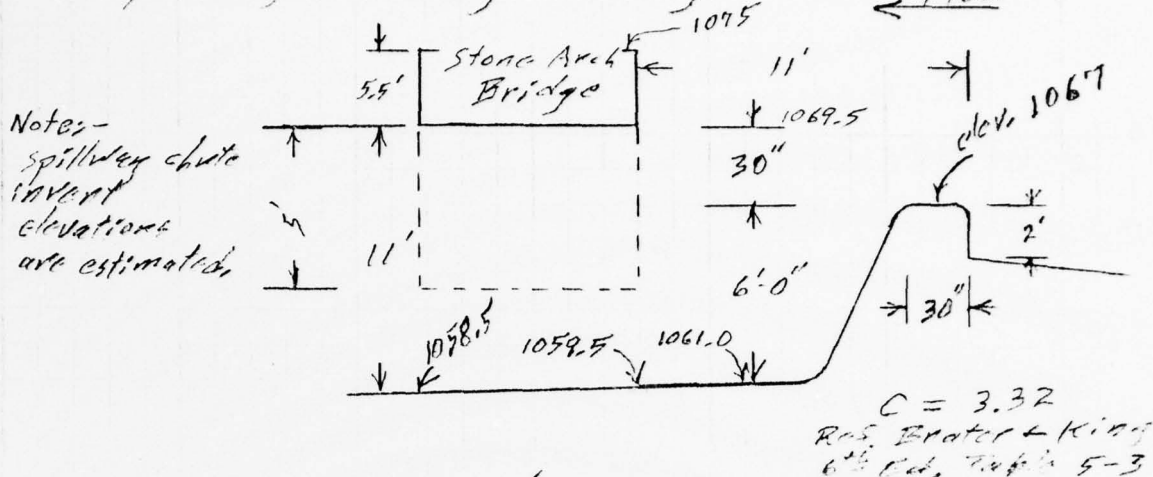 1075
Stone Arch
Bridge
5.5'
11'
1069.5
elev. 1067
Note:-
spillway chute
invert
elevations
are estimated.
30"
2'
11'
6'-0"
30"
1058.5
1059.5
1061.0
C = 3.32
Ref. Brater & King
6th Ed, Table 5-3